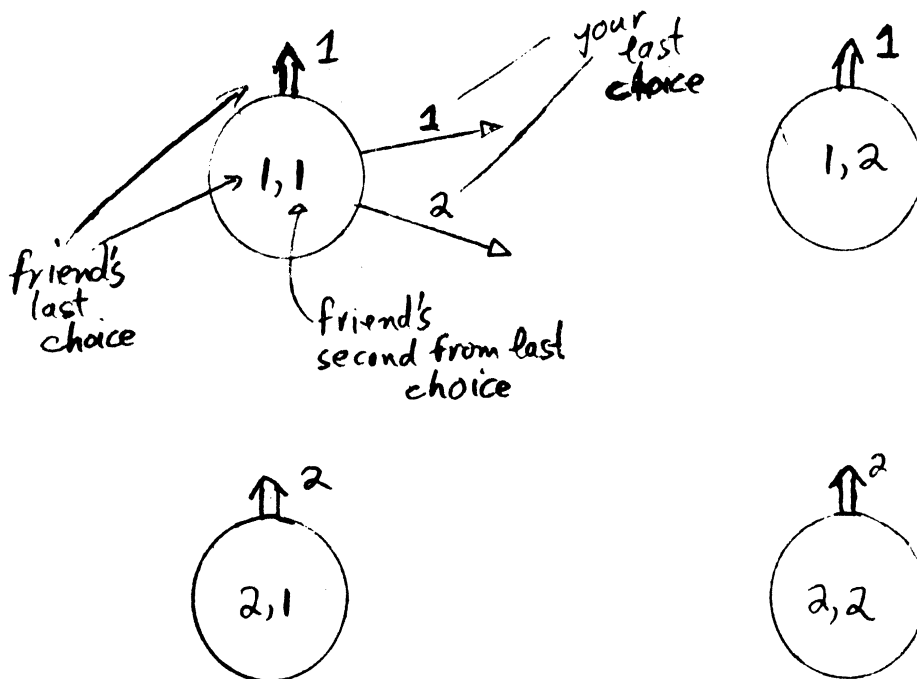 1
your
last
choice
1
1
1,1
2
1,2
friend's
last
choice
friend's
second from last
choice
2
2
2,1
2,2